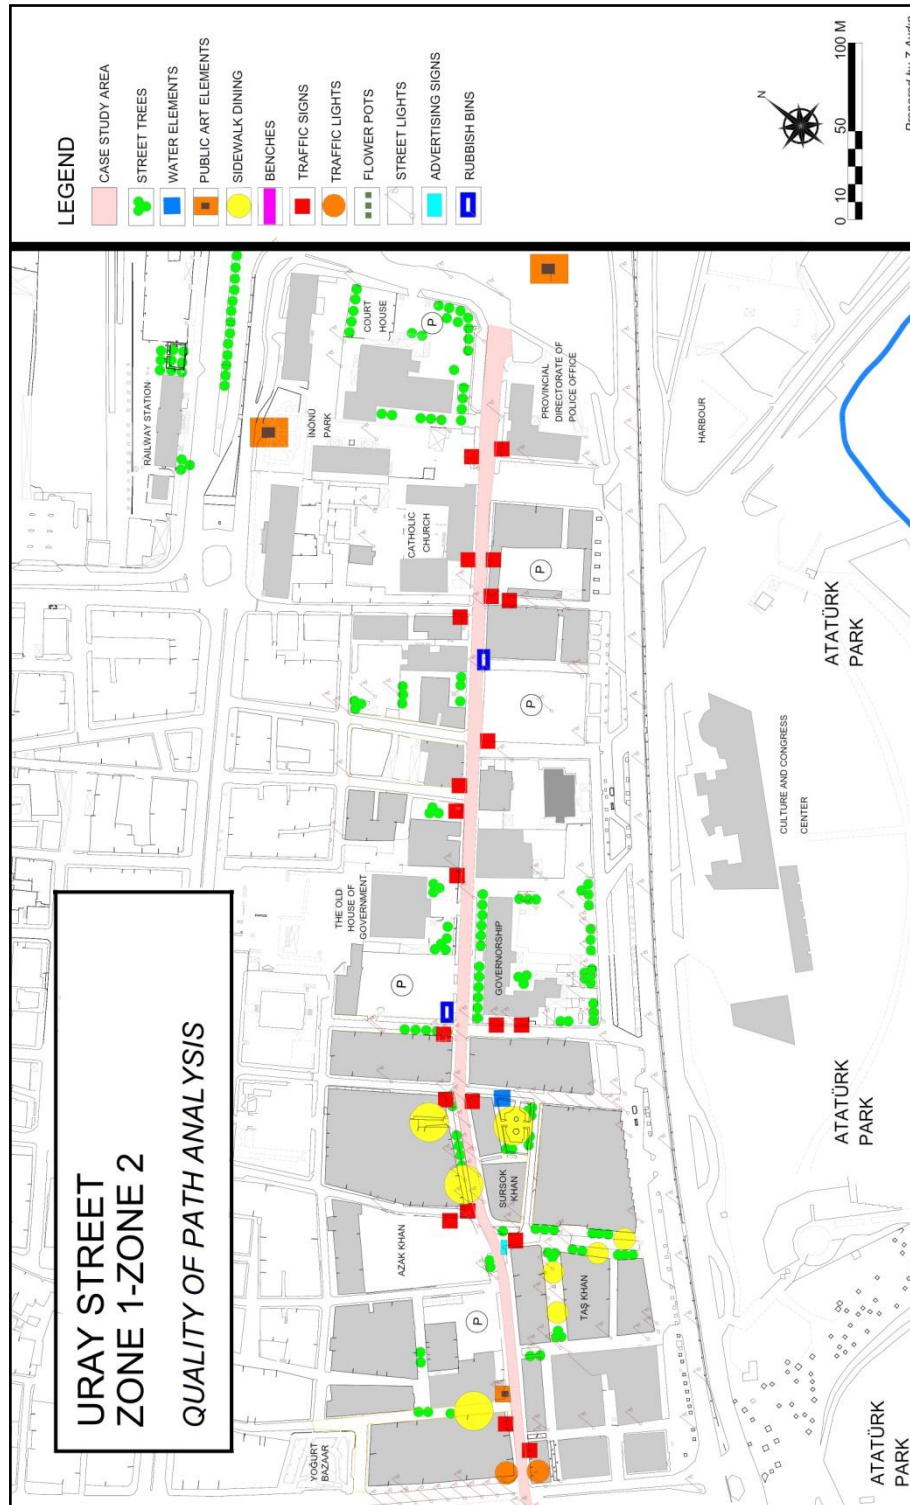 URAY STREET
ZONE 1-ZONE 2
QUALITY OF PATH ANALYSIS
LEGEND
CASE STUDY AREA
STREET TREES
WATER ELEMENTS
PUBLIC ART ELEMENTS
SIDEWALK DINING
BENCHES
TRAFFIC SIGNS
TRAFFIC LIGHTS
FLOWER POTS
STREET LIGHTS
ADVERTISING SIGNS
RUBBISH BINS
N
0 10 50 100 M
Prepared by Z.Aydın
RAILWAY STATION
İNÖNÜ
PARK
COURT
HOUSE
P
CATHOLIC
CHURCH
PROVINCIAL
DIRECTORATE OF
POLICE OFFICE
P
P
HARBOUR
THE OLD
HOUSE OF
GOVERNMENT
P
GOVERNORSHIP
CULTURE AND CONGRESS
CENTER
ATATÜRK
PARK
YOĞURT
BAZAAR
AZAK KHAN
P
SURSOK
KHAN
TAŞ KHAN
ATATÜRK
PARK
ATATÜRK
PARK